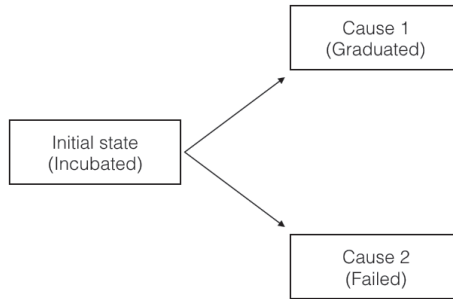 Cause 1
(Graduated)
Initial state
(Incubated)
Cause 2
(Failed)